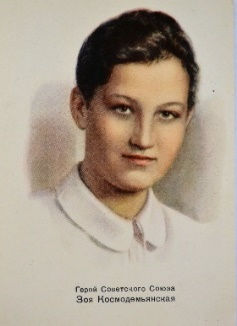 Герой Советского Союза
Зоя Космодемьянская